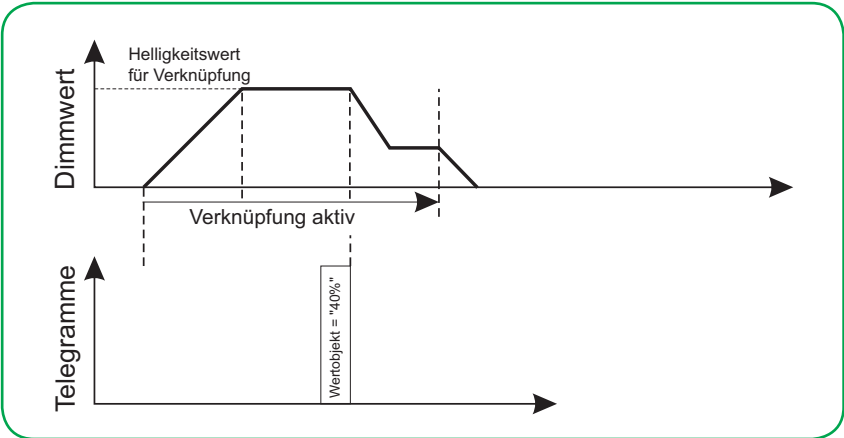 Helligkeitswert
für Verknüpfung
Dimmwert
Verknüpfung aktiv
Telegramme
Wertobjekt = "40%"